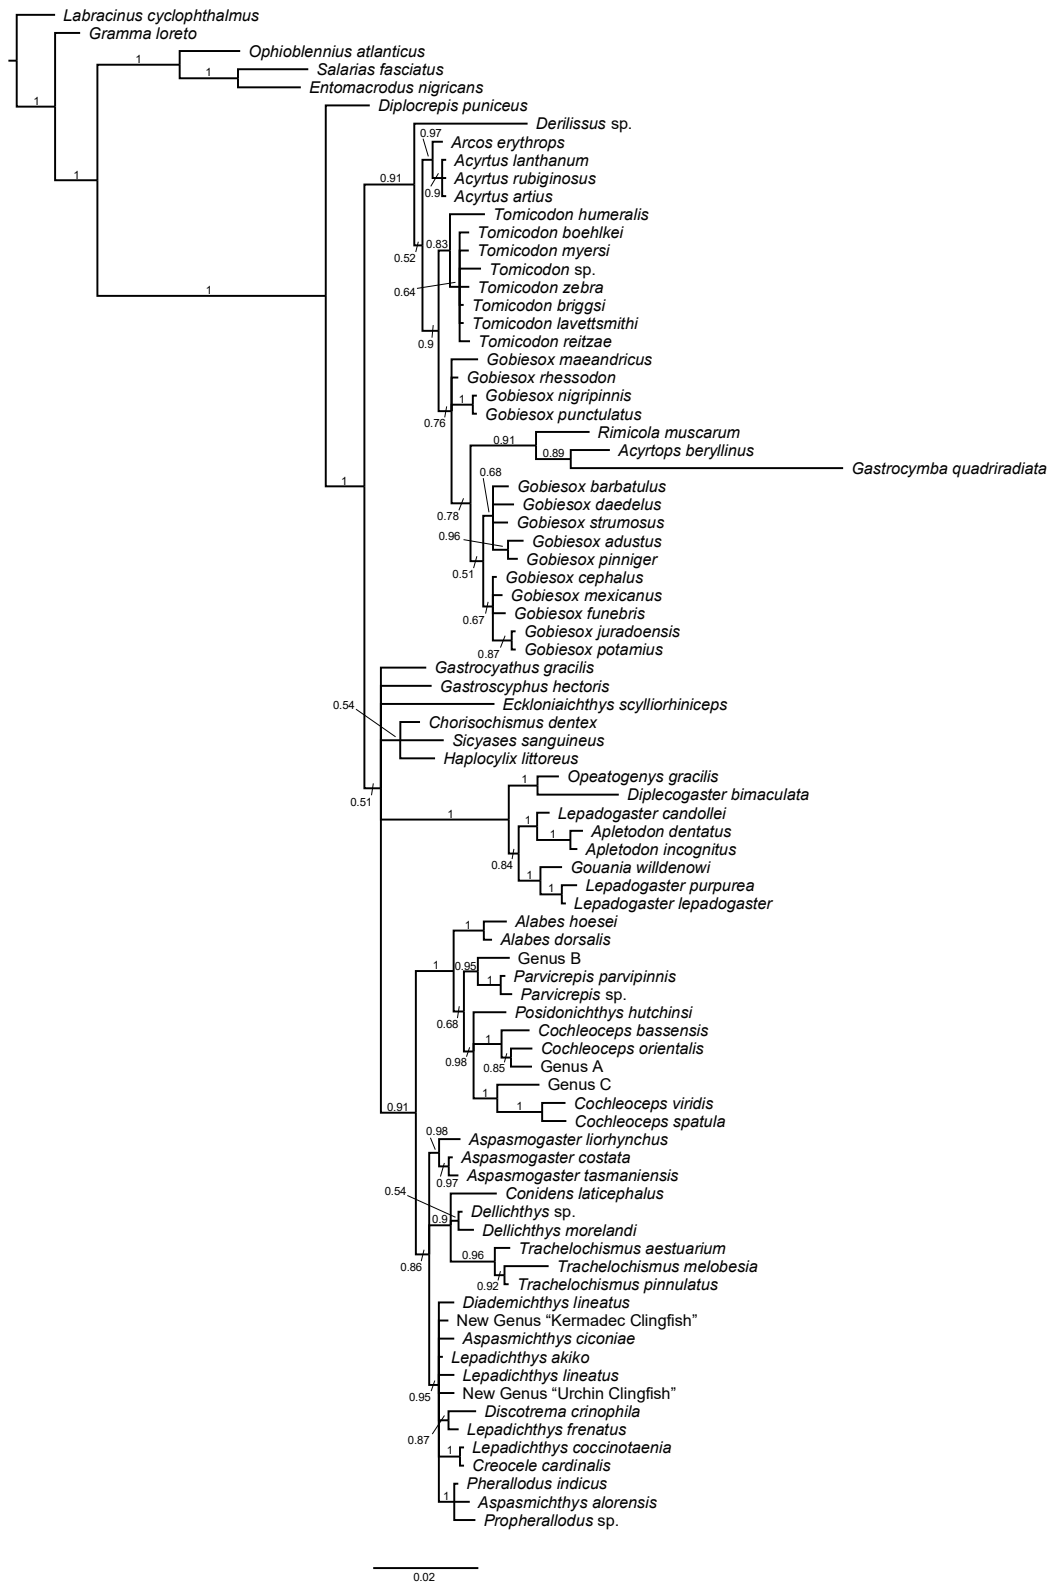 Labracinus cyclophthalmus
Gramma loreto
1
Ophioblennius atlanticus
1
Salarias fasciatus
Entomacrodus nigricans
1
Diplocrepis puniceus
Derilissus sp.
0.97
Arcos erythrops
Acyrtus lanthanum
1
0.91
Acyrtus rubiginosus
0.9
Acyrtus artius
Tomicodon humeralis
Tomicodon boehlkei
0.83
Tomicodon myersi
0.52
Tomicodon sp.
1
0.64
Tomicodon zebra
Tomicodon briggsi
Tomicodon lavettsmithi
0.9
Tomicodon reitzae
Gobiesox maeandricus
Gobiesox rhessodon
1
Gobiesox nigripinnis
Gobiesox punctulatus
0.76
Rimicola muscarum
0.91
Acyrtops beryllinus
0.89
Gastrocymba quadriradiata
0.68
1
Gobiesox barbatulus
Gobiesox daedelus
0.78
Gobiesox strumosus
0.96
Gobiesox adustus
Gobiesox pinniger
0.51
Gobiesox cephalus
Gobiesox mexicanus
Gobiesox funebris
0.67
Gobiesox juradoensis
Gobiesox potamius
0.87
Gastrocyathus gracilis
Gastroscyphus hectoris
Eckloniaichthys scylliorhiniceps
0.54
Chorisochismus dentex
Sicyases sanguineus
Haplocylix littoreus
1
Opeatogenys gracilis
Diplecogaster bimaculata
0.51
1
1
Lepadogaster candollei
1
Apletodon dentatus
Apletodon incognitus
0.84
Gouania willdenowi
1
1
Lepadogaster purpurea
Lepadogaster lepadogaster
1
Alabes hoesei
Alabes dorsalis
1
0.95
Genus B
1
Parvicrepis parvipinnis
Parvicrepis sp.
Posidonichthys hutchinsi
0.68
1
Cochleoceps bassensis
Cochleoceps orientalis
0.98
0.85
Genus A
Genus C
1
0.91
1
Cochleoceps viridis
Cochleoceps spatula
0.98
Aspasmogaster liorhynchus
Aspasmogaster costata
Aspasmogaster tasmaniensis
0.97
0.54
Conidens laticephalus
0.9
Dellichthys sp.
Dellichthys morelandi
0.96
Trachelochismus aestuarium
0.86
Trachelochismus melobesia
0.92
Trachelochismus pinnulatus
Diademichthys lineatus
New Genus “Kermadec Clingfish”
Aspasmichthys ciconiae
Lepadichthys akiko
Lepadichthys lineatus
0.95
New Genus “Urchin Clingfish”
Discotrema crinophila
Lepadichthys frenatus
0.87
1
Lepadichthys coccinotaenia
Creocele cardinalis
Pherallodus indicus
1
Aspasmichthys alorensis
Propherallodus sp.
0.02